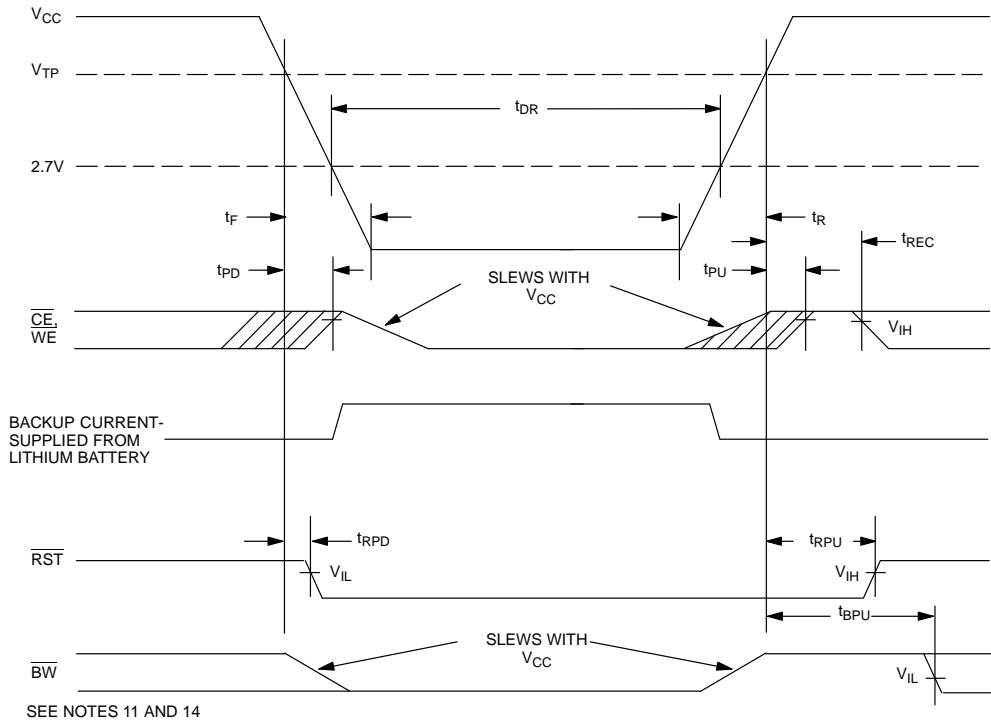 VCC
VTP
tDR
2.7V
tF
tR
tREC
tPD
SLEWS WITH
VCC
tPU
CE,
WE
VIH
BACKUP CURRENT-
SUPPLIED FROM
LITHIUM BATTERY
tRPD
tRPU
RST
VIL
VIH
tBPU
SLEWS WITH
VCC
BW
VIL
SEE NOTES 11 AND 14